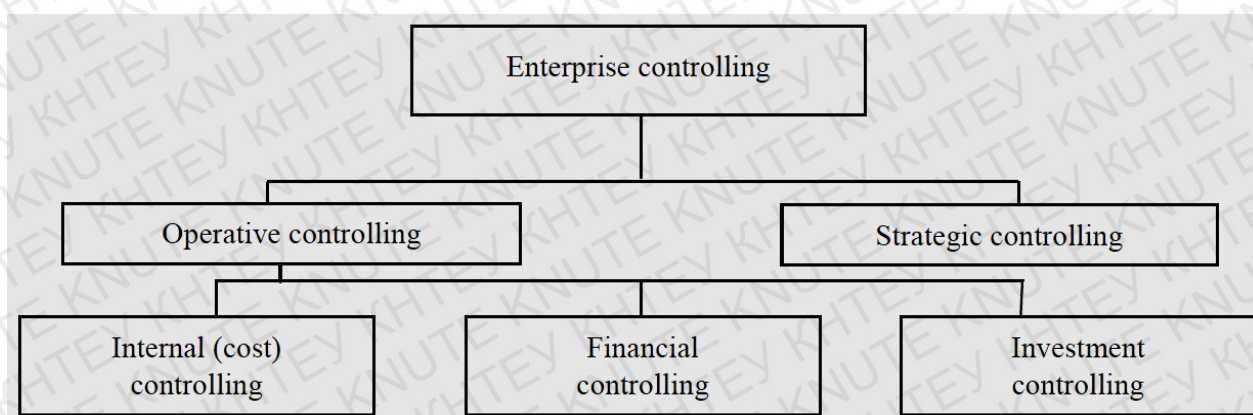 Enterprise controlling
Operative controlling
Strategic controlling
Internal (cost)
controlling
Financial
controlling
Investment
controlling